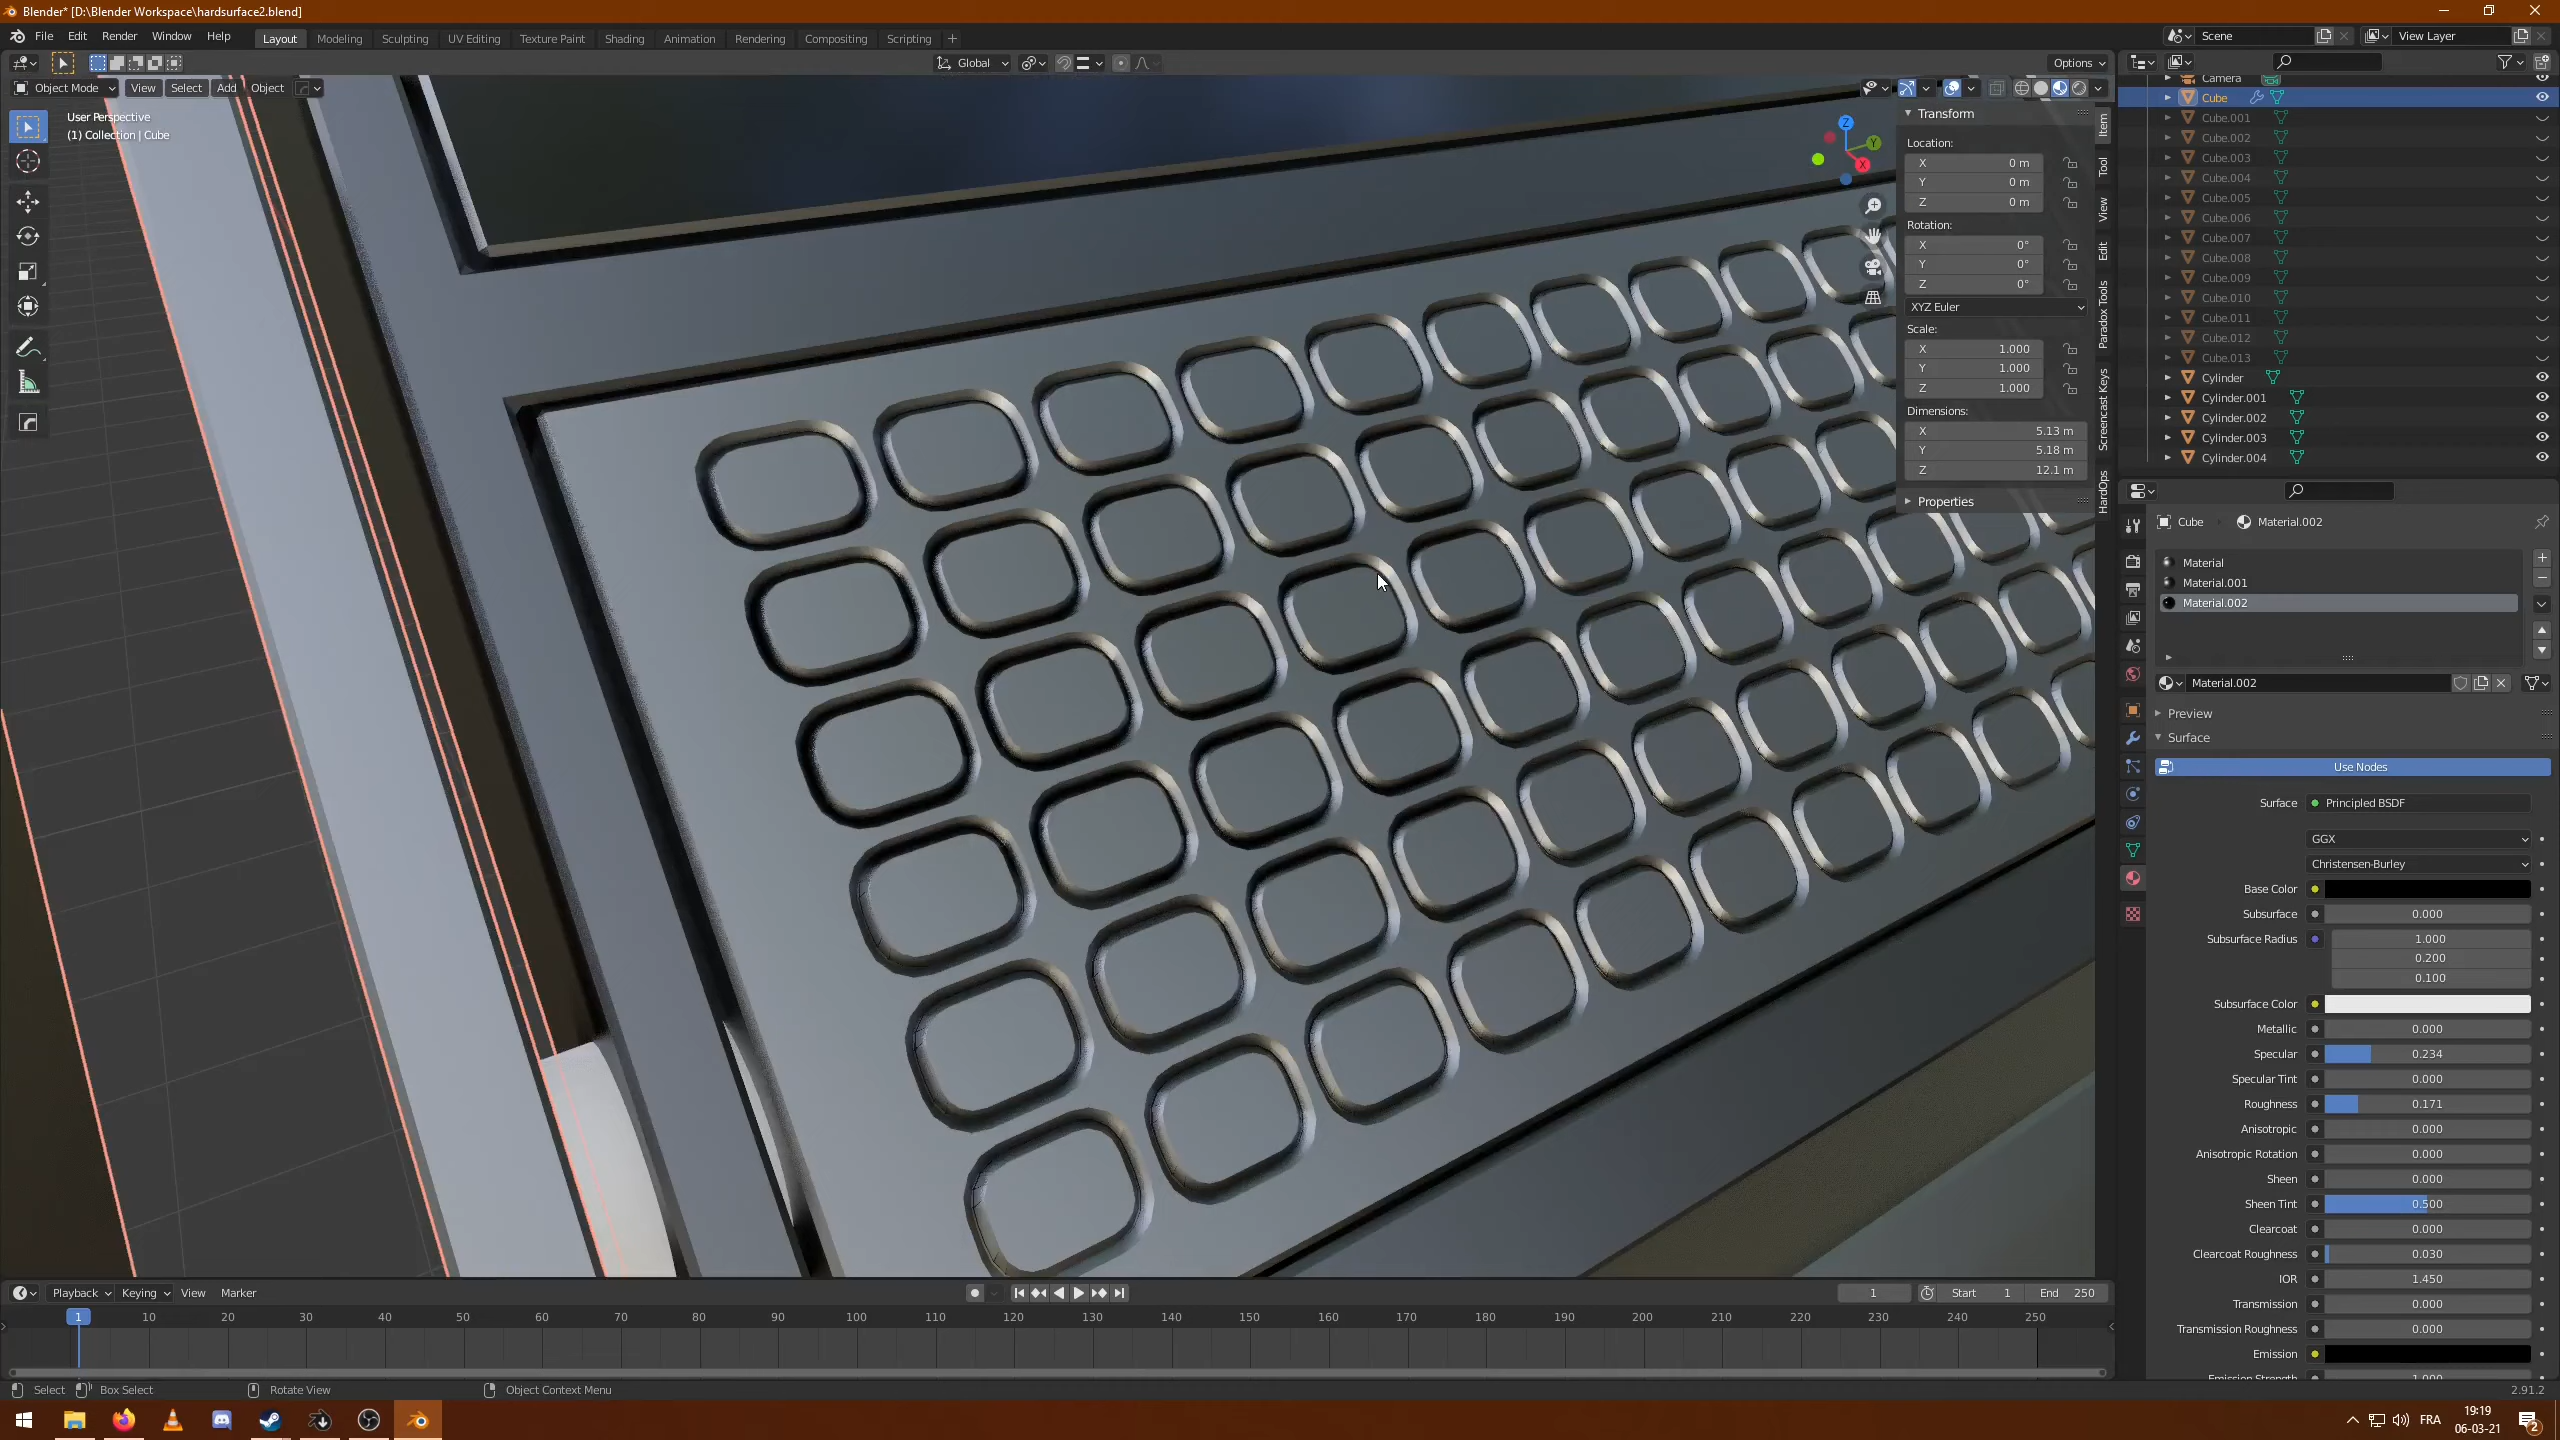 Blender* [D:\Blender Workspace\hardsurface2.blend]
File Edit Render Window Help Layout Modeling Sculpting UV Editing Texture Paint Shading Animation Rendering Compositing Scripting
Scene
View Layer
Global
Options
Object Mode View Select Add Object
User Perspective
(1) Collection | Cube
Transform
Location:
X 0 m
Y 0 m
Z 0 m
Rotation:
X 0°
Y 0°
Z 0°
XYZ Euler
Scale:
X 1.000
Y 1.000
Z 1.000
Dimensions:
X 5.13 m
Y 5.18 m
Z 12.1 m
Properties
Item
Tool
View
Edit
Paradox Tools
Screencast Keys
HardOps
Z
Y
X
Camera
Cube
Cube.001
Cube.002
Cube.003
Cube.004
Cube.005
Cube.006
Cube.007
Cube.008
Cube.009
Cube.010
Cube.011
Cube.012
Cube.013
Cylinder
Cylinder.001
Cylinder.002
Cylinder.003
Cylinder.004
Cube Material.002
Material
Material.001
Material.002
Material.002
Preview
Surface
Use Nodes
Surface Principled BSDF
GGX
Christensen-Burley
Base Color
Subsurface 0.000
Subsurface Radius 1.000
0.200
0.100
Subsurface Color
Metallic 0.000
Specular 0.234
Specular Tint 0.000
Roughness 0.171
Anisotropic 0.000
Anisotropic Rotation 0.000
Sheen 0.000
Sheen Tint 0.500
Clearcoat 0.000
Clearcoat Roughness 0.030
IOR 1.450
Transmission 0.000
Transmission Roughness 0.000
Emission
Emission Strength 1.000
Playback Keying View Marker
1 Start 1 End 250
1 10 20 30 40 50 60 70 80 90 100 110 120 130 140 150 160 170 180 190 200 210 220 230 240 250
Select Box Select Rotate View Object Context Menu
2.91.2
FRA
19:19
06-03-21
2